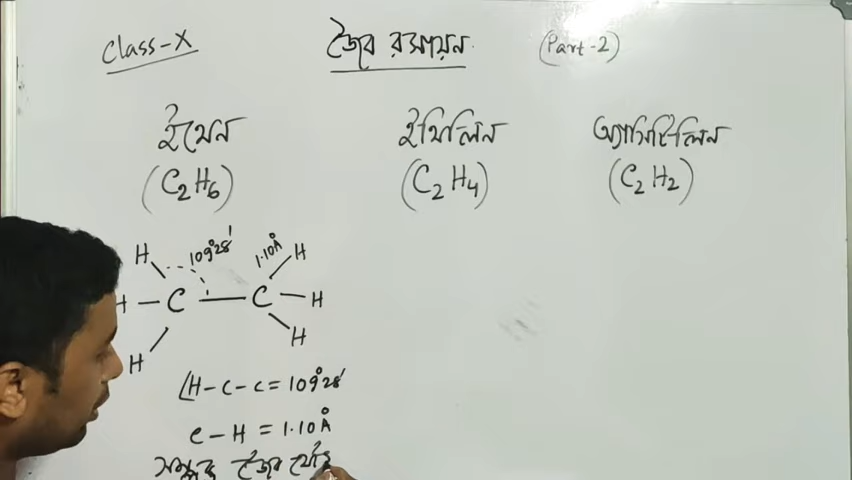 Class-X
জৈব রসায়ন
(Part-2)
ইথেন
(C₂H₆)
ইথিলিন
(C₂H₄)
অ্যাসিটিলিন
(C₂H₂)
H 109°28' 1.10Å H
H — C — C — H
H H
∠H-C-C = 109°28'
C-H = 1.10Å
সম্পৃক্ত জৈব